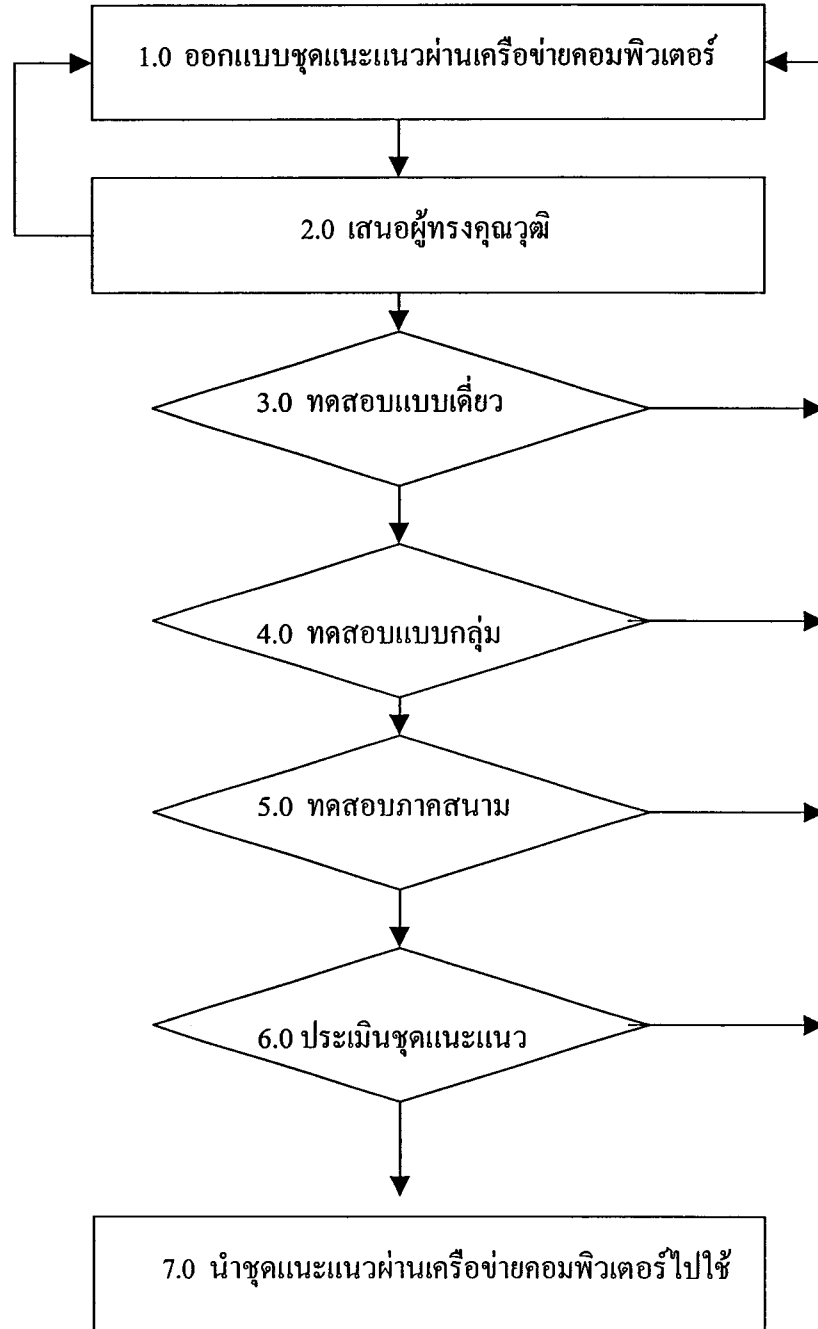 1.0 ออกแบบชุดแนะแนวผ่านเครือข่ายคอมพิวเตอร์
2.0 เสนอผู้ทรงคุณวุฒิ
3.0 ทดสอบแบบเดี่ยว
4.0 ทดสอบแบบกลุ่ม
5.0 ทดสอบภาคสนาม
6.0 ประเมินชุดแนะแนว
7.0 นำชุดแนะแนวผ่านเครือข่ายคอมพิวเตอร์ไปใช้